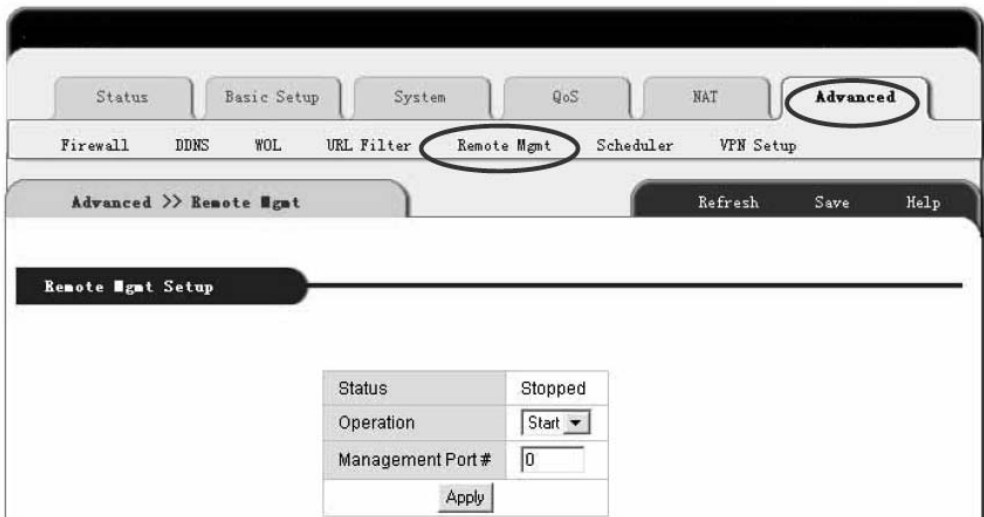 Status Basic Setup System QoS NAT Advanced
Firewall DDNS WOL URL Filter Remote Mgmt Scheduler VPN Setup
Advanced >> Remote Mgmt
Refresh Save Help
Remote Mgmt Setup
Status Stopped
Operation Start
Management Port # 0
Apply